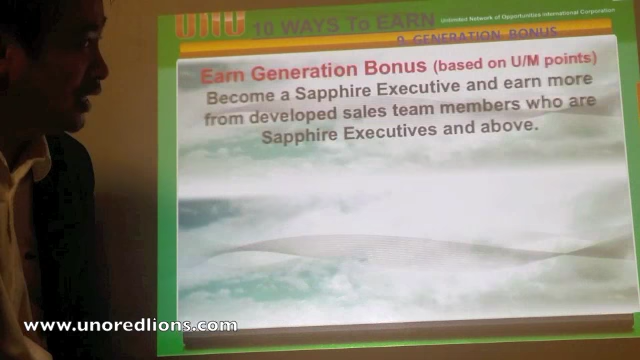 UNO 10 WAYS To EARN Unlimited Network of Opportunities International Corporation
9. GENERATION BONUS
Earn Generation Bonus (based on U/M points)
Become a Sapphire Executive and earn more
from developed sales team members who are
Sapphire Executives and above.
www.unoredlions.com